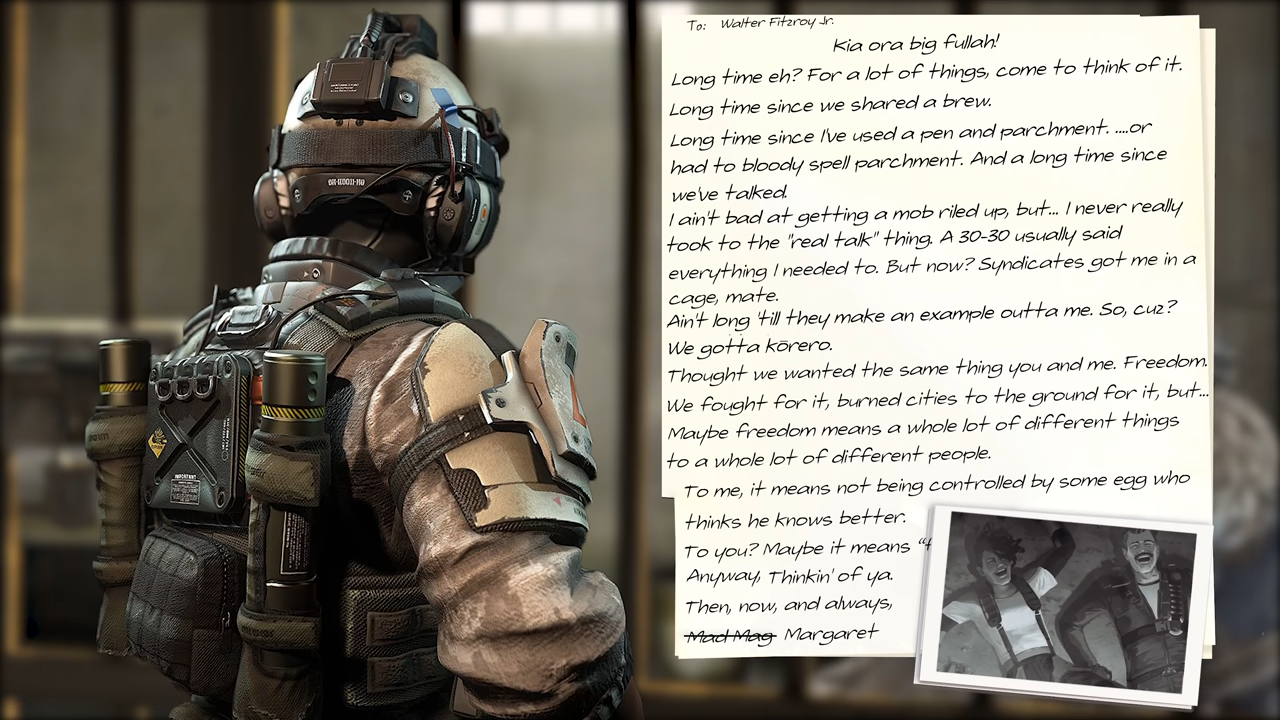 To: Walter Fitzroy Jr.
Kia ora big fullah!
Long time eh? For a lot of things, come to think of it.
Long time since we shared a brew.
Long time since I've used a pen and parchment. ....or
had to bloody spell parchment. And a long time since
we've talked.
I ain't bad at getting a mob riled up, but... I never really
took to the "real talk" thing. A 30-30 usually said
everything I needed to. But now? Syndicates got me in a
cage, mate.
Ain't long 'till they make an example outta me. So, cuz?
We gotta kōrero.
Thought we wanted the same thing you and me. Freedom.
We fought for it, burned cities to the ground for it, but...
Maybe freedom means a whole lot of different things
to a whole lot of different people.
To me, it means not being controlled by some egg who
thinks he knows better.
To you? Maybe it means “
Anyway, Thinkin' of ya.
Then, now, and always,
Mad Mag Margaret
IMPORTANT